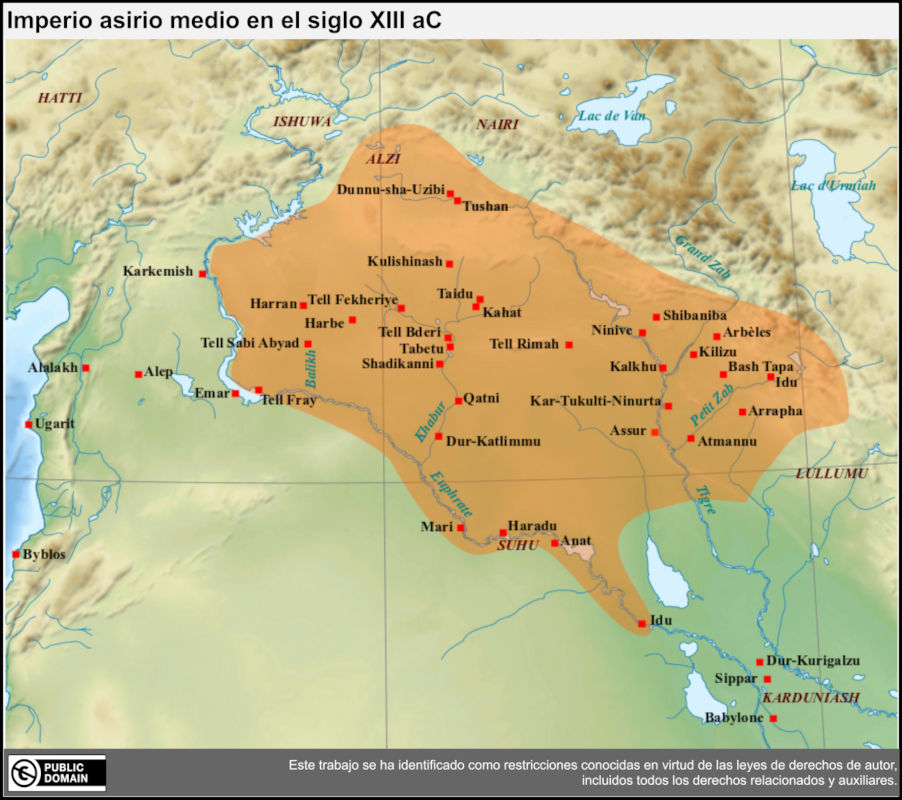 Imperio asirio medio en el siglo XIII aC
HATTI
ISHUWA
NAIRI
Lac de Van
ALZI
Lac d'Urmiah
Dunnu-sha-Uzibi
Tushan
Grand Zab
Karkemish
Kulishinash
Harran
Tell Fekheriye
Taidu
Kahat
Harbe
Shibaniba
Ninive
Arbèles
Tell Bderi
Tell Sabi Abyad
Tabetu
Tell Rimah
Kilizu
Shadikanni
Alalakh
Alep
Balikh
Kalkhu
Bash Tapa
Idu
Emar
Tell Fray
Qatni
Kar-Tukulti-Ninurta
Petit Zab
Arrapha
Ugarit
Khabur
Dur-Katlimmu
Assur
Atmannu
LULLUMU
Euphrate
Tigre
Mari
Haradu
SUHU
Anat
Byblos
Idu
Dur-Kurigalzu
Sippar
KARDUNIASH
Babylone
PUBLIC
DOMAIN
Este trabajo se ha identificado como restricciones conocidas en virtud de las leyes de derechos de autor,
incluidos todos los derechos relacionados y auxiliares.